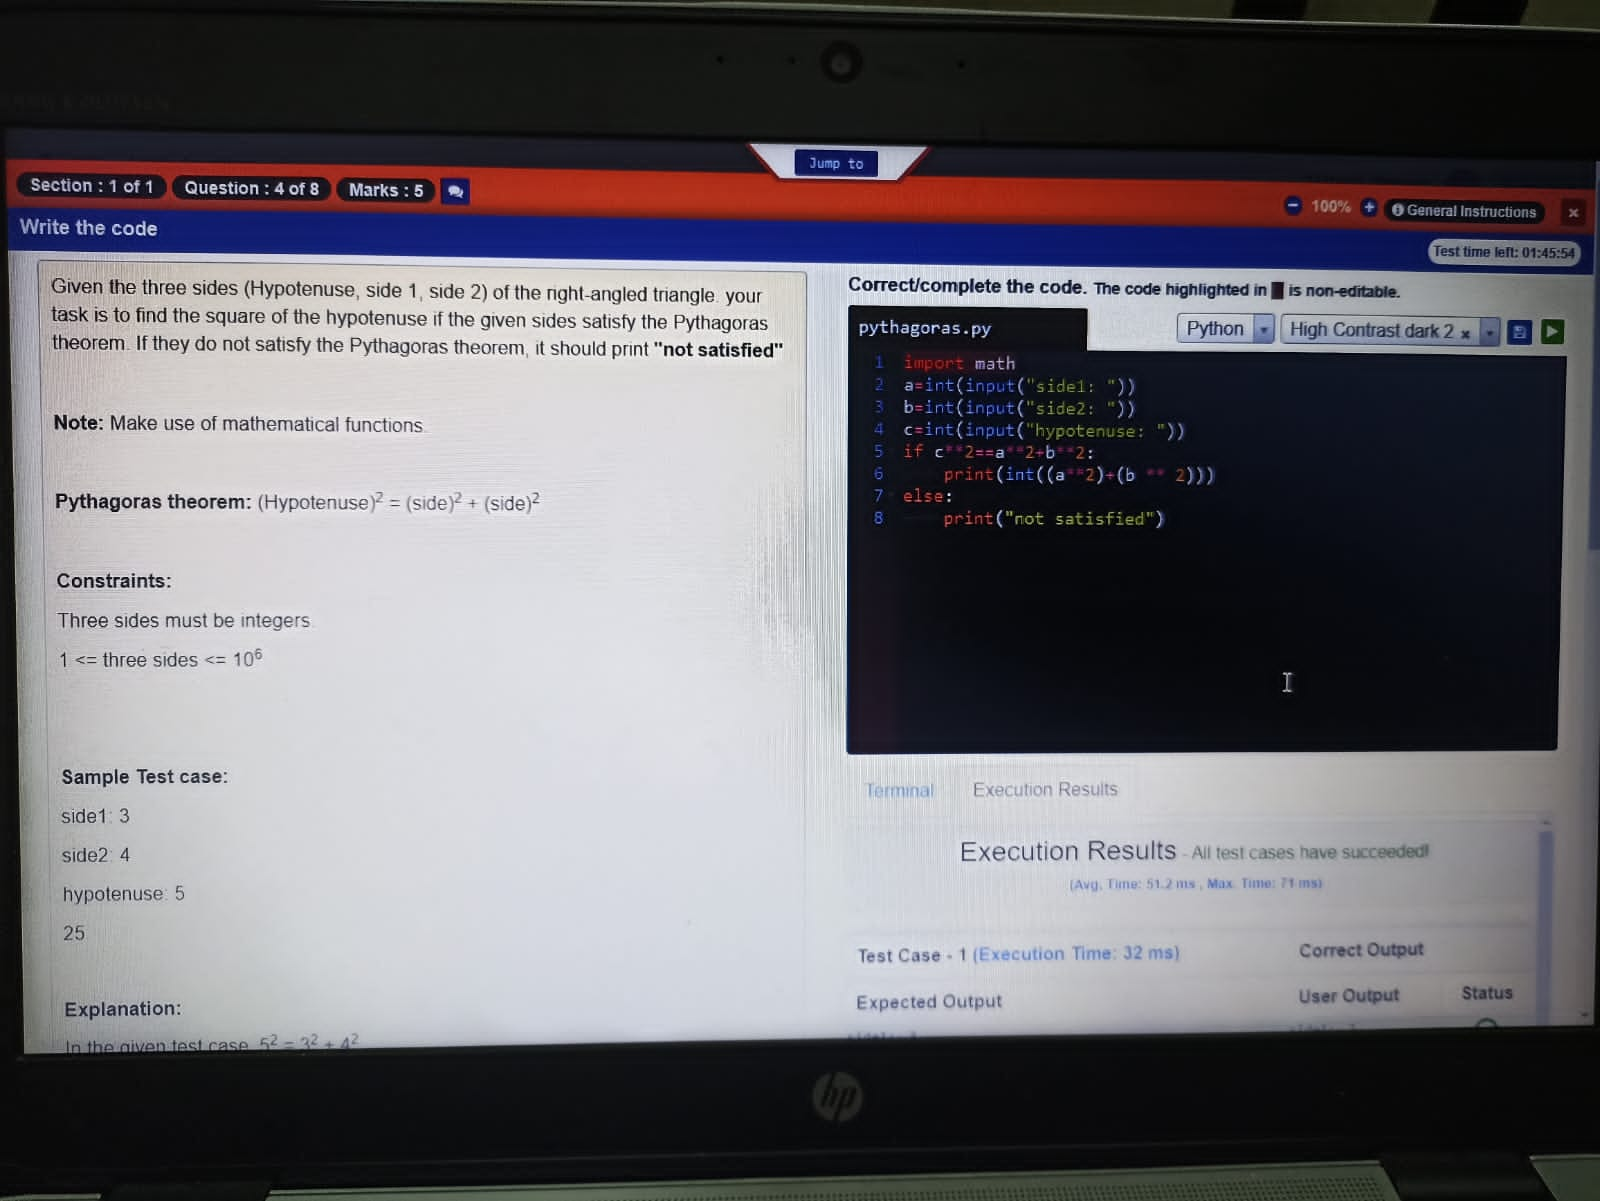 Jump to
Section : 1 of 1 Question : 4 of 8 Marks : 5
100% General Instructions
Write the code
Test time left: 01:45:54
Given the three sides (Hypotenuse, side 1, side 2) of the right-angled triangle. your
task is to find the square of the hypotenuse if the given sides satisfy the Pythagoras
theorem. If they do not satisfy the Pythagoras theorem, it should print "not satisfied"
Note: Make use of mathematical functions.
Pythagoras theorem: (Hypotenuse)² = (side)² + (side)²
Constraints:
Three sides must be integers.
1 <= three sides <= 10⁶
Sample Test case:
side1: 3
side2: 4
hypotenuse: 5
25
Explanation:
In the given test case, 5² = 3² + 4²
Correct/complete the code. The code highlighted in is non-editable.
pythagoras.py Python High Contrast dark 2
1 import math
2 a=int(input("side1: "))
3 b=int(input("side2: "))
4 c=int(input("hypotenuse: "))
5 if c**2==a**2+b**2:
6 print(int((a**2)+(b ** 2)))
7 else:
8 print("not satisfied")
Terminal Execution Results
Execution Results - All test cases have succeeded!
(Avg. Time: 51.2 ms , Max. Time: 71 ms)
Test Case - 1 (Execution Time: 32 ms) Correct Output
Expected Output User Output Status
hp